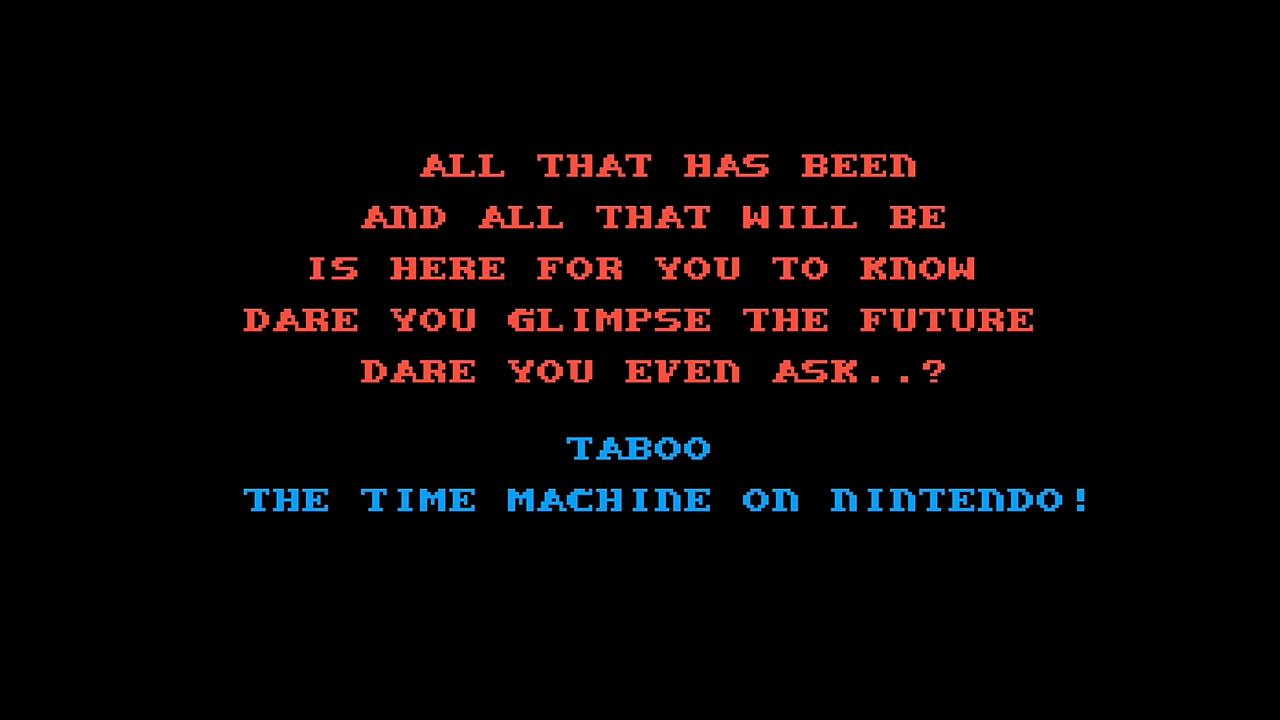 ALL THAT HAS BEEN
AND ALL THAT WILL BE
IS HERE FOR YOU TO KNOW
DARE YOU GLIMPSE THE FUTURE
DARE YOU EVEN ASK..?
TABOO
THE TIME MACHINE ON NINTENDO!